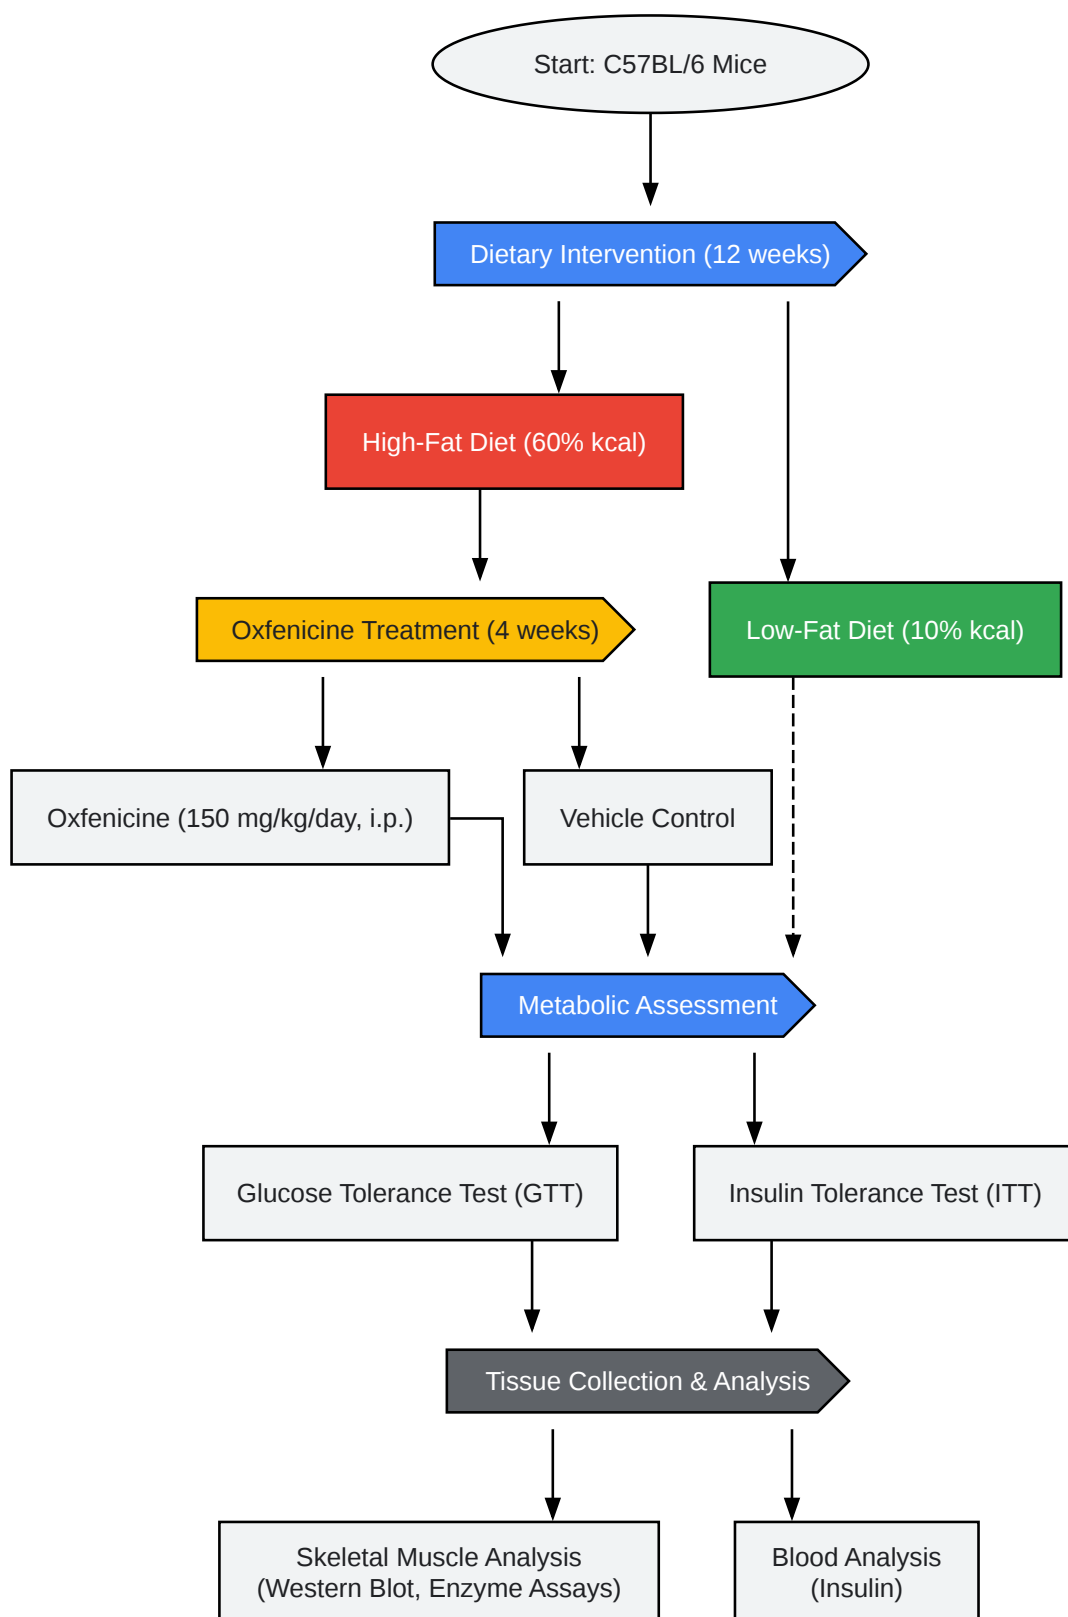 Start: C57BL/6 Mice
Dietary Intervention (12 weeks)
High-Fat Diet (60% kcal)
Oxfenicine Treatment (4 weeks)
Low-Fat Diet (10% kcal)
Oxfenicine (150 mg/kg/day, i.p.)
Vehicle Control
Metabolic Assessment
Glucose Tolerance Test (GTT)
Insulin Tolerance Test (ITT)
Tissue Collection & Analysis
Skeletal Muscle Analysis
(Western Blot, Enzyme Assays)
Blood Analysis
(Insulin)